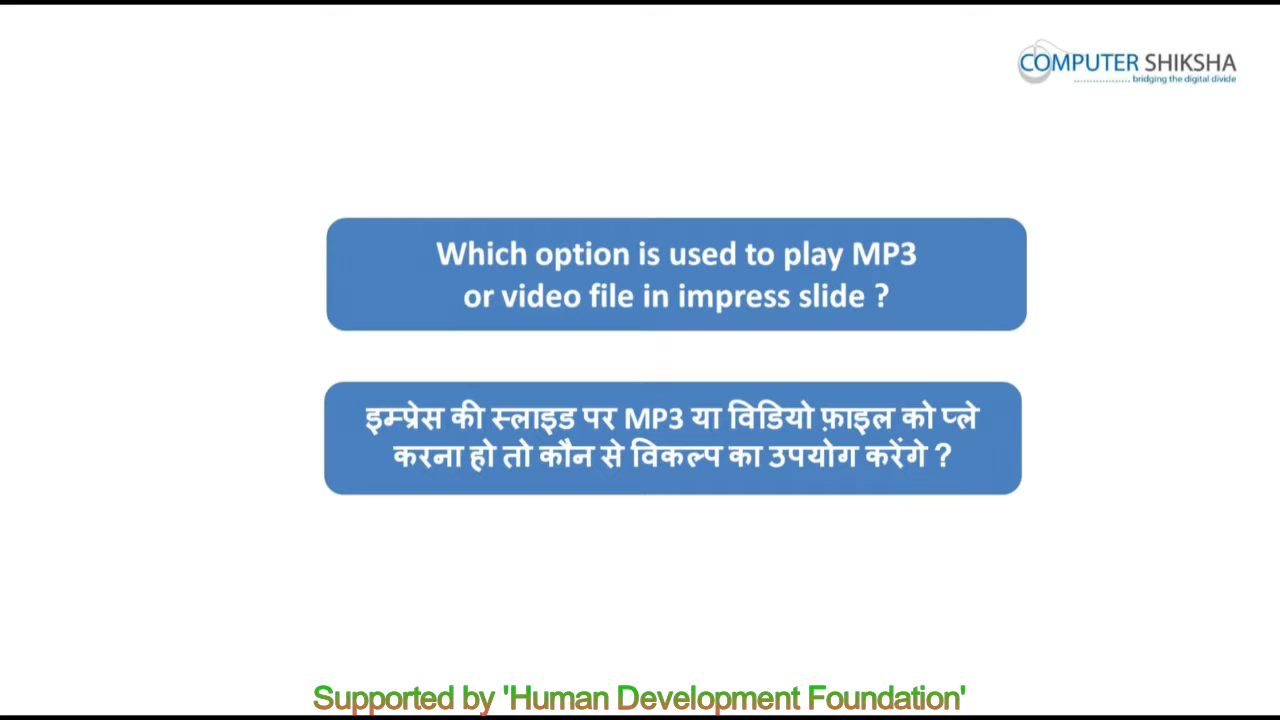 COMPUTER SHIKSHA
bridging the digital divide
Which option is used to play MP3
or video file in impress slide ?
इम्प्रेस की स्लाइड पर MP3 या विडियो फ़ाइल को प्ले
करना हो तो कौन से विकल्प का उपयोग करेंगे ?
Supported by 'Human Development Foundation'